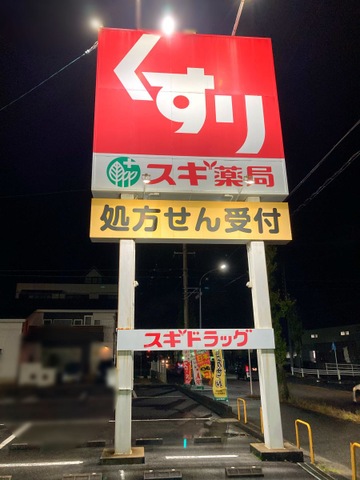 くすり
スギ薬局
処方せん受付
スギドラッグ